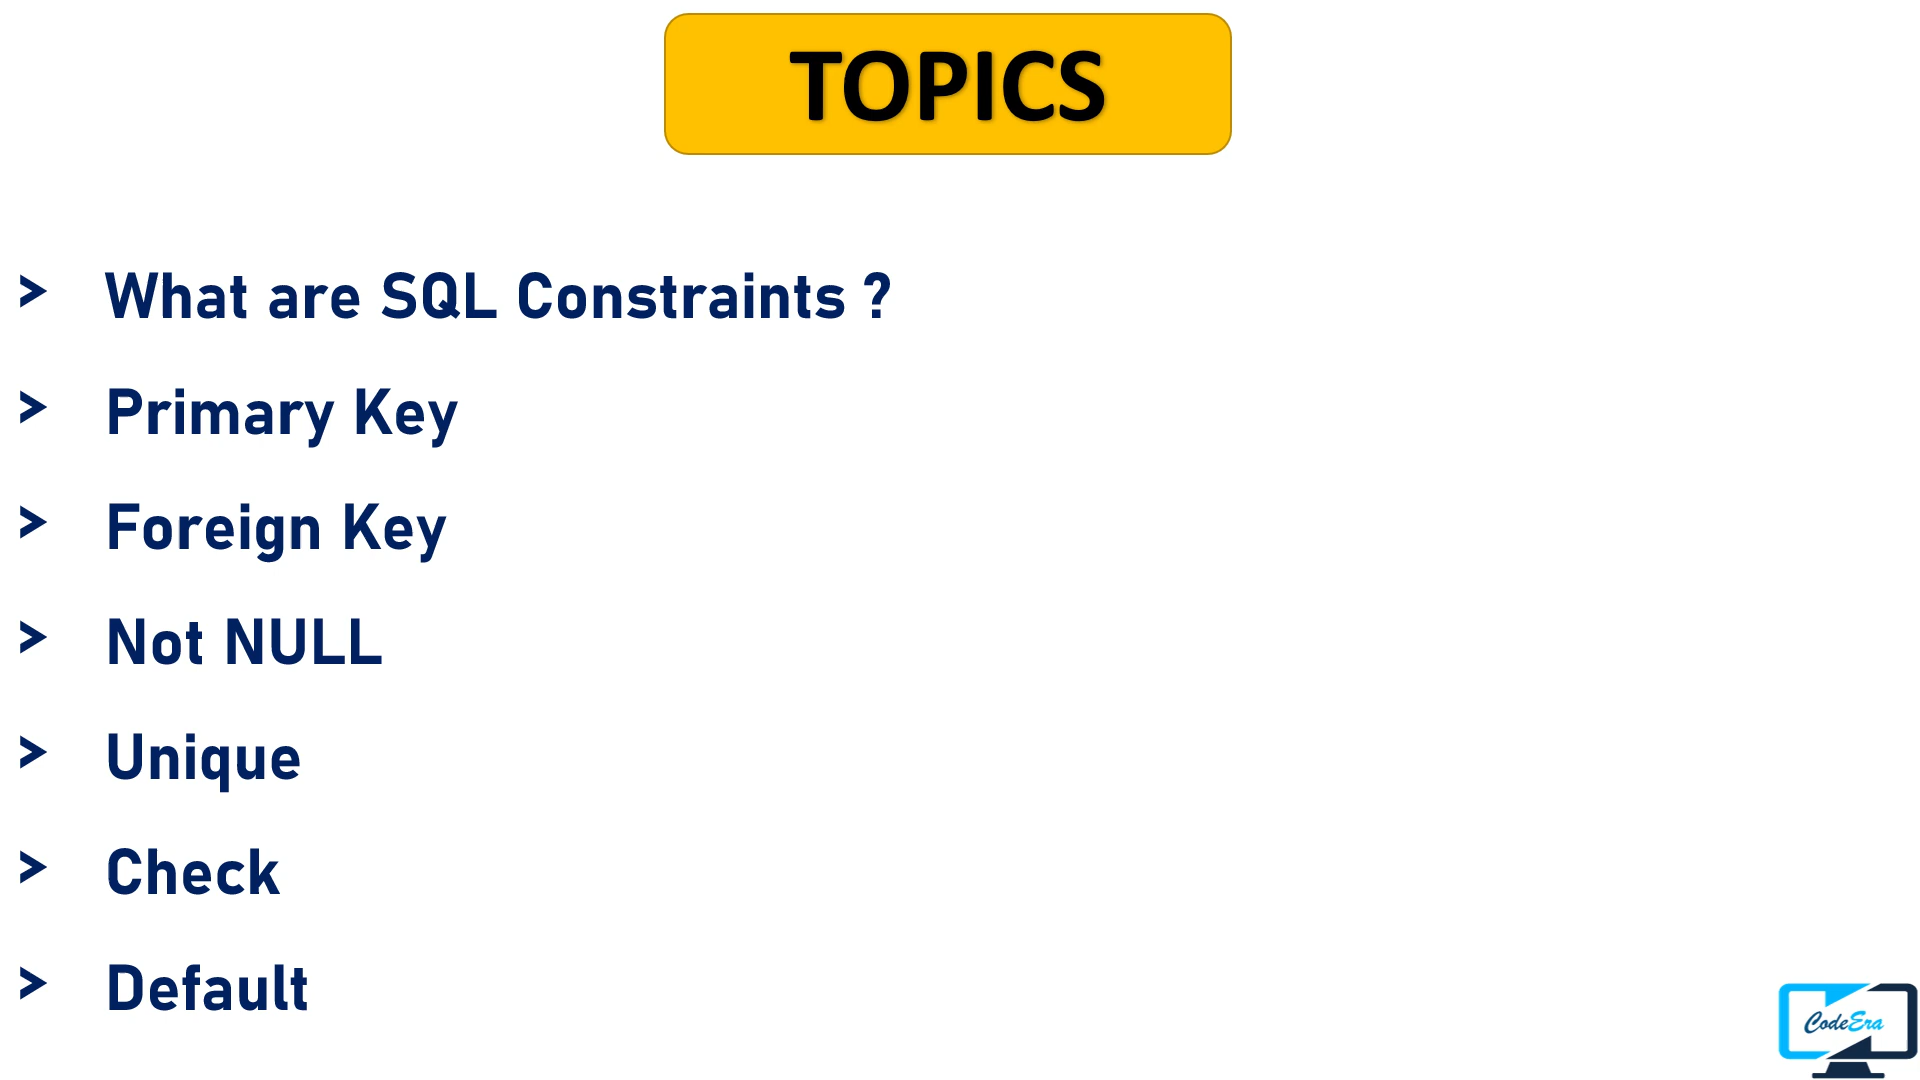 TOPICS
> What are SQL Constraints ?
> Primary Key
> Foreign Key
> Not NULL
> Unique
> Check
> Default
CodeEra